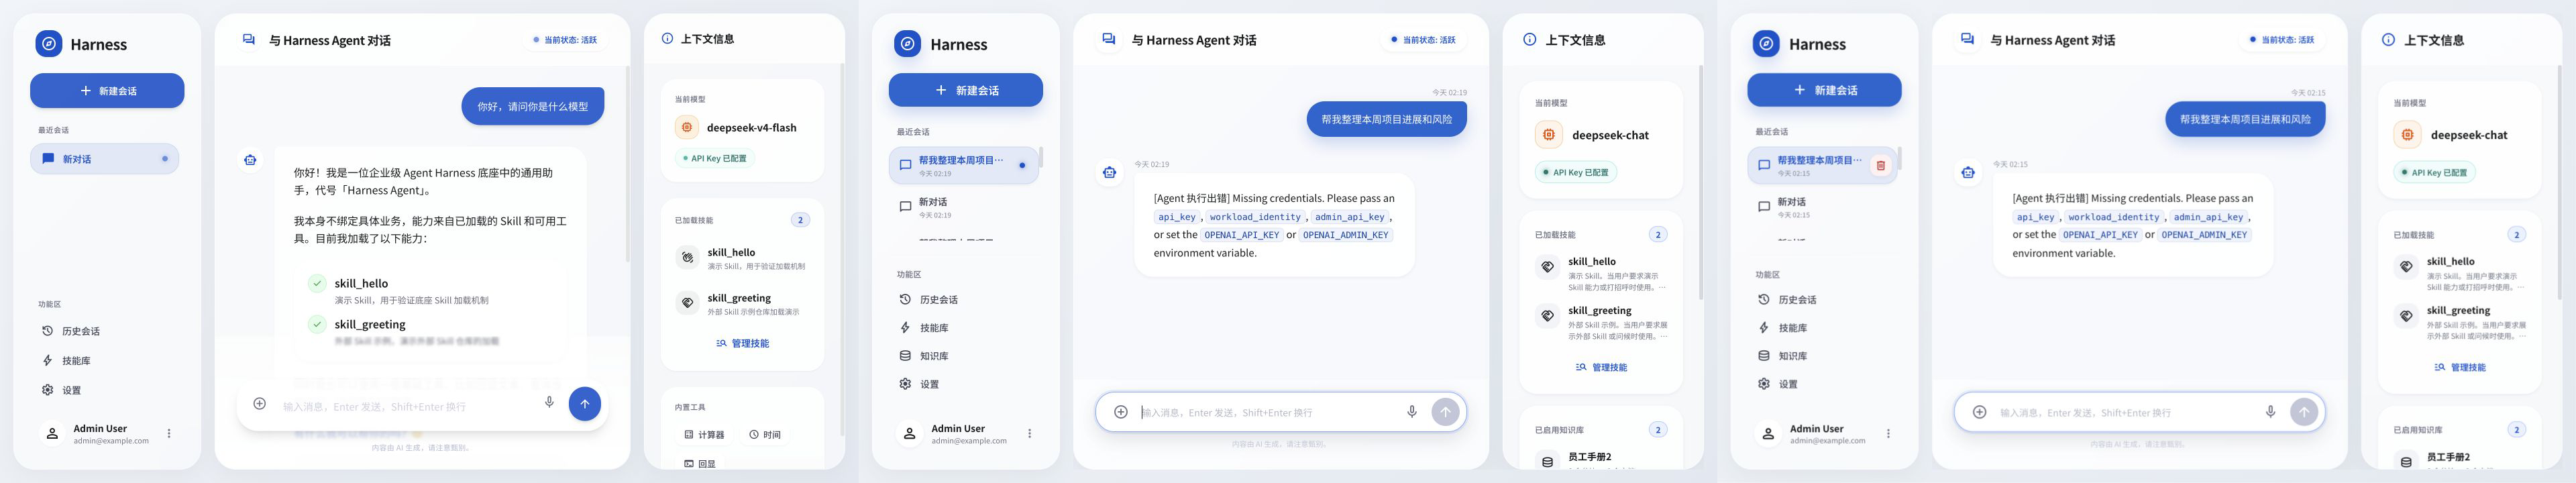 Harness
新建会话
最近会话
新对话
功能区
历史会话
技能库
设置
Admin User
admin@example.com
与 Harness Agent 对话
当前状态: 活跃
你好，请问你是什么模型
你好！我是一位企业级 Agent Harness 底座中的通用助
手，代号「Harness Agent」。
我本身不绑定具体业务，能力来自已加载的 Skill 和可用工
具。目前我加载了以下能力：
skill_hello
演示 Skill，用于验证底座 Skill 加载机制
skill_greeting
外部 Skill 示例，演示外部 Skill 仓库的加载
输入消息，Enter 发送，Shift+Enter 换行
内容由 AI 生成，请注意甄别。
上下文信息
当前模型
deepseek-v4-flash
API Key 已配置
已加载技能
2
skill_hello
演示 Skill，用于验证加载机制
skill_greeting
外部 Skill 示例仓库加载演示
管理技能
内置工具
计算器
时间
回显
Harness
新建会话
最近会话
帮我整理本周项目…
今天 02:19
新对话
今天 02:19
功能区
历史会话
技能库
知识库
设置
Admin User
admin@example.com
与 Harness Agent 对话
当前状态: 活跃
今天 02:19
帮我整理本周项目进展和风险
今天 02:19
[Agent 执行出错] Missing credentials. Please pass an
api_key, workload_identity, admin_api_key,
or set the OPENAI_API_KEY or OPENAI_ADMIN_KEY
environment variable.
输入消息，Enter 发送，Shift+Enter 换行
内容由 AI 生成，请注意甄别。
上下文信息
当前模型
deepseek-chat
API Key 已配置
已加载技能
2
skill_hello
演示 Skill。当用户要求演示
Skill 能力或打招呼时使用。…
skill_greeting
外部 Skill 示例。当用户要求展
示外部 Skill 或问候时使用。…
管理技能
已启用知识库
2
员工手册2
Harness
新建会话
最近会话
帮我整理本周项目…
今天 02:15
新对话
今天 02:15
功能区
历史会话
技能库
知识库
设置
Admin User
admin@example.com
与 Harness Agent 对话
当前状态: 活跃
今天 02:15
帮我整理本周项目进展和风险
今天 02:15
[Agent 执行出错] Missing credentials. Please pass an
api_key, workload_identity, admin_api_key,
or set the OPENAI_API_KEY or OPENAI_ADMIN_KEY
environment variable.
输入消息，Enter 发送，Shift+Enter 换行
内容由 AI 生成，请注意甄别。
上下文信息
当前模型
deepseek-chat
API Key 已配置
已加载技能
2
skill_hello
演示 Skill。当用户要求演示
Skill 能力或打招呼时使用。…
skill_greeting
外部 Skill 示例。当用户要求展
示外部 Skill 或问候时使用。…
管理技能
已启用知识库
2
员工手册2